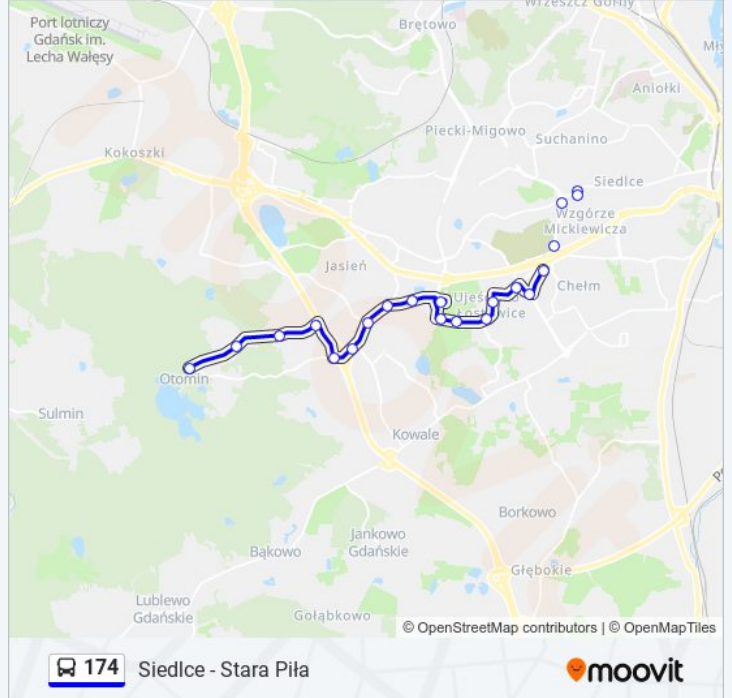 Wrzeszcz Górny
Port lotniczy
Gdańsk im.
Lecha Wałęsy
Brętowo
Mły
Aniołki
Piecki-Migowo
Suchanino
Kokoszki
Siedlce
Wzgórze
Mickiewicza
Jasień
Chełm
Ujeś
Łostowice
Otomin
Sulmin
Kowale
Borkowo
Jankowo
Gdańskie
Bąkowo
Głębokie
Lublewo
Gdańskie
Gołąbkowo
© OpenStreetMap contributors | © OpenMapTiles
174 Siedlce - Stara Piła
moovit